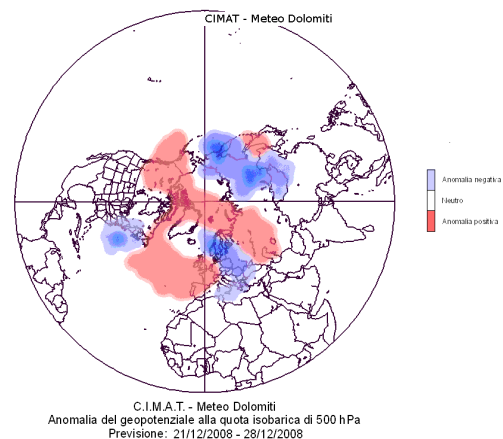 CIMAT - Meteo Dolomiti
Anomalia negativa
Neutro
Anomalia positiva
C.I.M.A.T. - Meteo Dolomiti
Anomalia del geopotenziale alla quota isobarica di 500 hPa
Previsione: 21/12/2008 - 28/12/2008